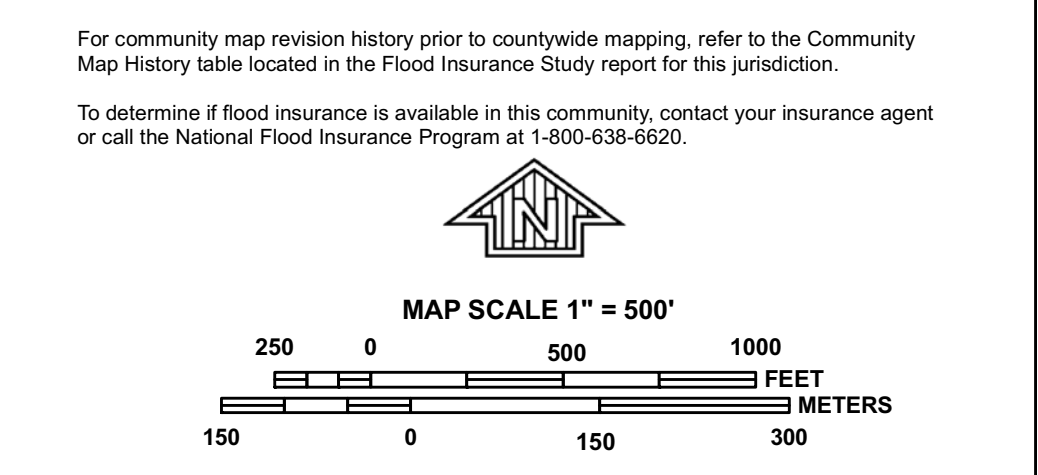 For community map revision history prior to countywide mapping, refer to the Community
Map History table located in the Flood Insurance Study report for this jurisdiction.
To determine if flood insurance is available in this community, contact your insurance agent
or call the National Flood Insurance Program at 1-800-638-6620.
N
MAP SCALE 1" = 500'
250 0 500 1000
FEET
METERS
150 0 150 300